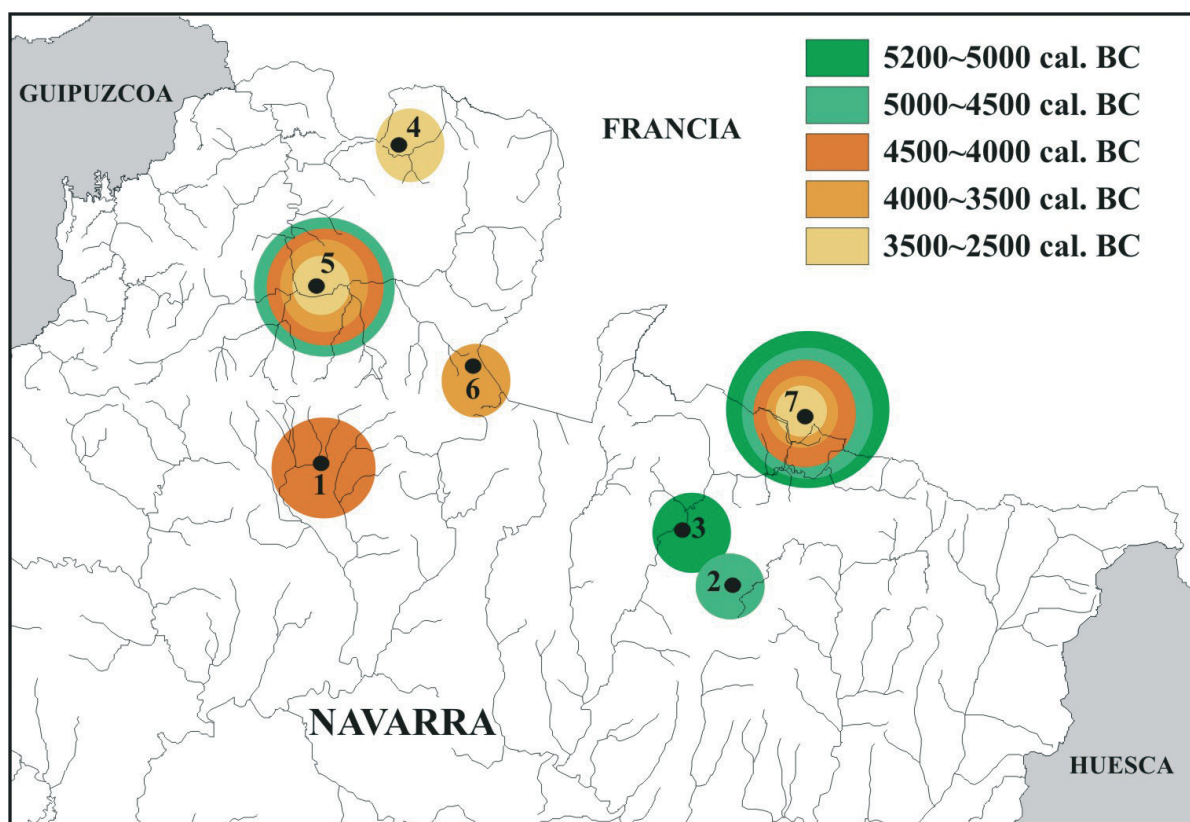 GUIPUZCOA
FRANCIA
5200~5000 cal. BC
5000~4500 cal. BC
4500~4000 cal. BC
4000~3500 cal. BC
3500~2500 cal. BC
4
5
6
7
1
3
2
NAVARRA
HUESCA